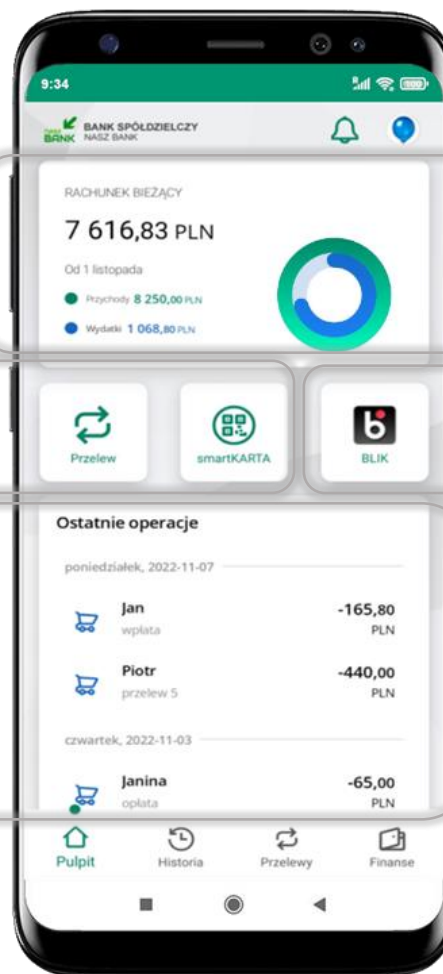 9:34
nasz BANK
BANK SPÓŁDZIELCZY
NASZ BANK
RACHUNEK BIEŻĄCY
7 616,83 PLN
Od 1 listopada
Przychody 8 250,00 PLN
Wydatki 1 068,80 PLN
Przelew
smartKARTA
b
BLIK
Ostatnie operacje
poniedziałek, 2022-11-07
Jan
-165,80
wpłata
PLN
Piotr
-440,00
przelew 5
PLN
czwartek, 2022-11-03
Janina
-65,00
opłata
PLN
Pulpit
Historia
Przelewy
Finanse